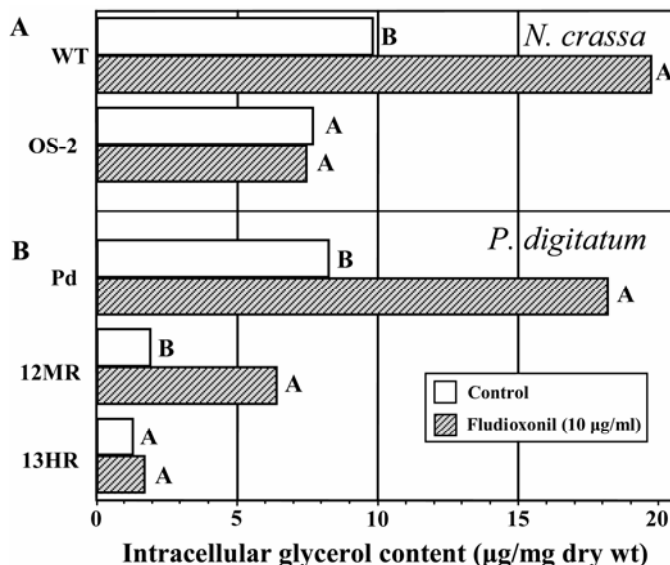 A
N. crassa
WT
B
A
OS-2
A
A
B
P. digitatum
Pd
B
A
12MR
B
A
Control
Fludioxonil (10 µg/ml)
13HR
A
A
0 5 10 15 20
Intracellular glycerol content (µg/mg dry wt)